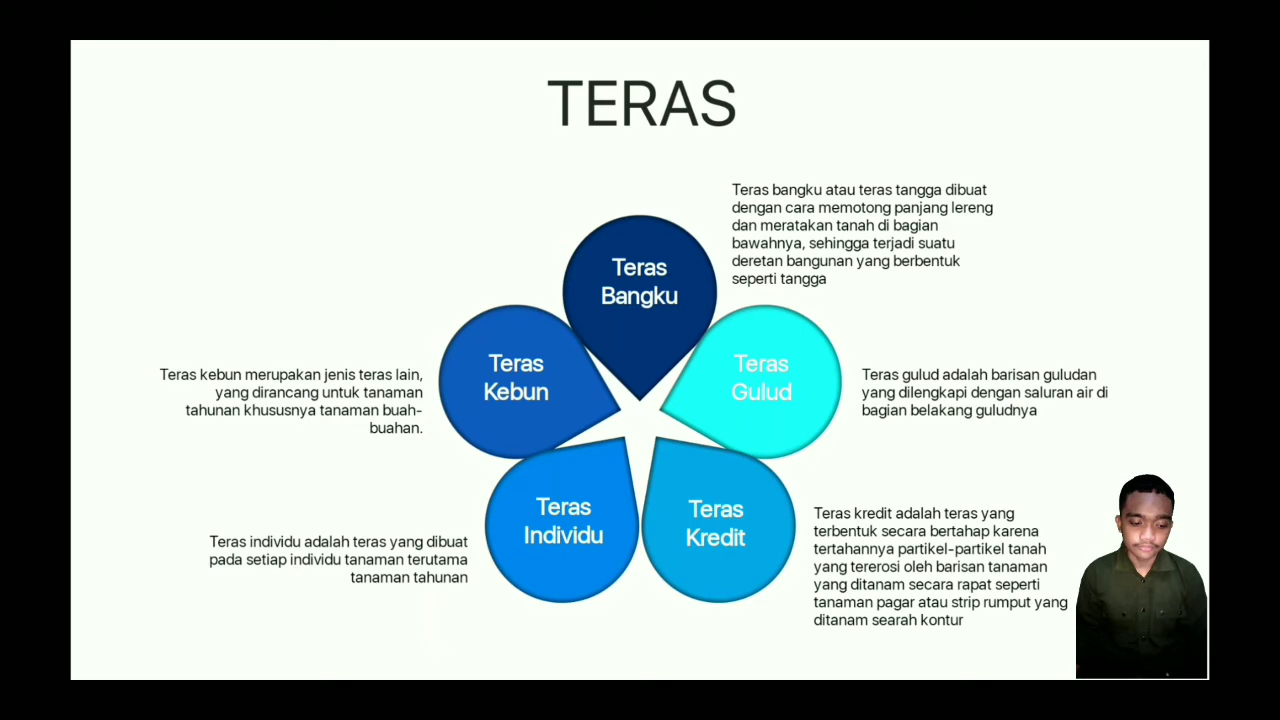 TERAS
Teras bangku atau teras tangga dibuat
dengan cara memotong panjang lereng
dan meratakan tanah di bagian
bawahnya, sehingga terjadi suatu
deretan bangunan yang berbentuk
seperti tangga
Teras
Bangku
Teras
Kebun
Teras
Gulud
Teras kebun merupakan jenis teras lain,
yang dirancang untuk tanaman
tahunan khususnya tanaman buah-
buahan.
Teras gulud adalah barisan guludan
yang dilengkapi dengan saluran air di
bagian belakang guludnya
Teras
Individu
Teras
Kredit
Teras individu adalah teras yang dibuat
pada setiap individu tanaman terutama
tanaman tahunan
Teras kredit adalah teras yang
terbentuk secara bertahap karena
tertahannya partikel-partikel tanah
yang tererosi oleh barisan tanaman
yang ditanam secara rapat seperti
tanaman pagar atau strip rumput yang
ditanam searah kontur